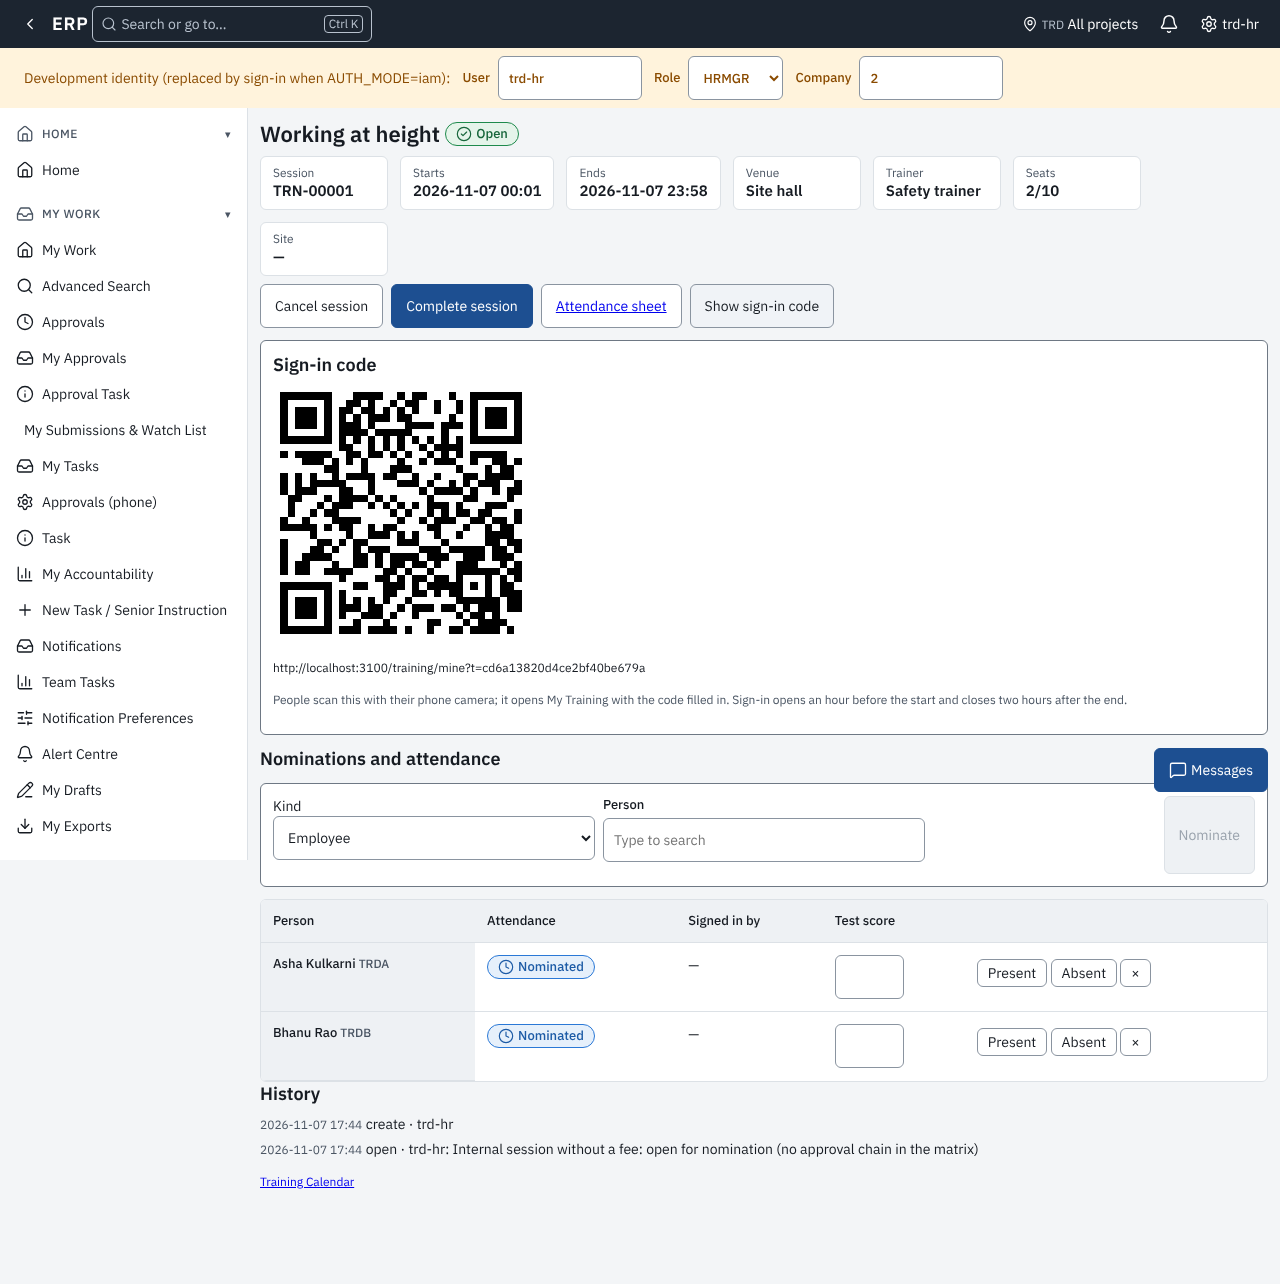 ERP
Search or go to...
Ctrl K
TRD All projects
trd-hr
Development identity (replaced by sign-in when AUTH_MODE=iam):
User
trd-hr
Role
HRMGR
Company
2
HOME
Home
MY WORK
My Work
Advanced Search
Approvals
My Approvals
Approval Task
My Submissions & Watch List
My Tasks
Approvals (phone)
Task
My Accountability
New Task / Senior Instruction
Notifications
Team Tasks
Notification Preferences
Alert Centre
My Drafts
My Exports
Working at height
Open
Session
TRN-00001
Starts
2026-11-07 00:01
Ends
2026-11-07 23:58
Venue
Site hall
Trainer
Safety trainer
Seats
2/10
Site
—
Cancel session
Complete session
Attendance sheet
Show sign-in code
Sign-in code
http://localhost:3100/training/mine?t=cd6a13820d4ce2bf40be679a
People scan this with their phone camera; it opens My Training with the code filled in. Sign-in opens an hour before the start and closes two hours after the end.
Nominations and attendance
Messages
Kind
Employee
Person
Type to search
Nominate
Person Attendance Signed in by Test score
Asha Kulkarni TRDA Nominated — Present Absent ×
Bhanu Rao TRDB Nominated — Present Absent ×
History
2026-11-07 17:44 create · trd-hr
2026-11-07 17:44 open · trd-hr: Internal session without a fee: open for nomination (no approval chain in the matrix)
Training Calendar